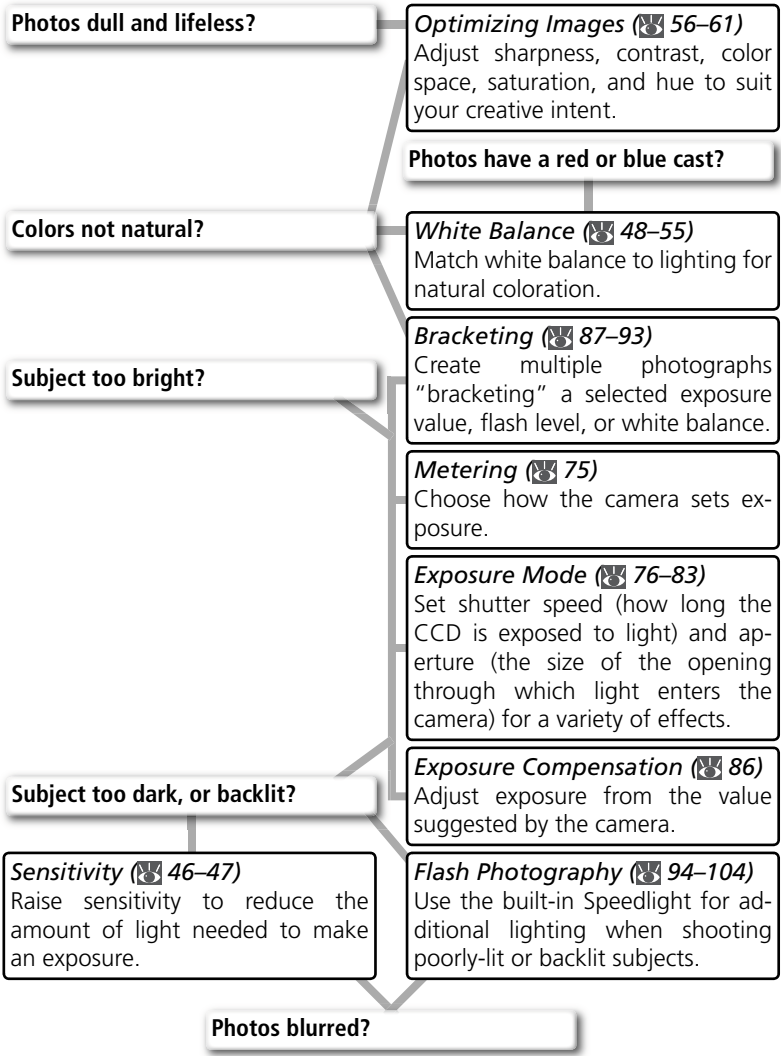 Photos dull and lifeless?
Optimizing Images ( 56–61)
Adjust sharpness, contrast, color
space, saturation, and hue to suit
your creative intent.
Photos have a red or blue cast?
Colors not natural?
White Balance ( 48–55)
Match white balance to lighting for
natural coloration.
Bracketing ( 87–93)
Create multiple photographs
“bracketing” a selected exposure
value, flash level, or white balance.
Subject too bright?
Metering ( 75)
Choose how the camera sets ex-
posure.
Exposure Mode ( 76–83)
Set shutter speed (how long the
CCD is exposed to light) and ap-
erture (the size of the opening
through which light enters the
camera) for a variety of effects.
Exposure Compensation ( 86)
Adjust exposure from the value
suggested by the camera.
Subject too dark, or backlit?
Sensitivity ( 46–47)
Raise sensitivity to reduce the
amount of light needed to make
an exposure.
Flash Photography ( 94–104)
Use the built-in Speedlight for ad-
ditional lighting when shooting
poorly-lit or backlit subjects.
Photos blurred?